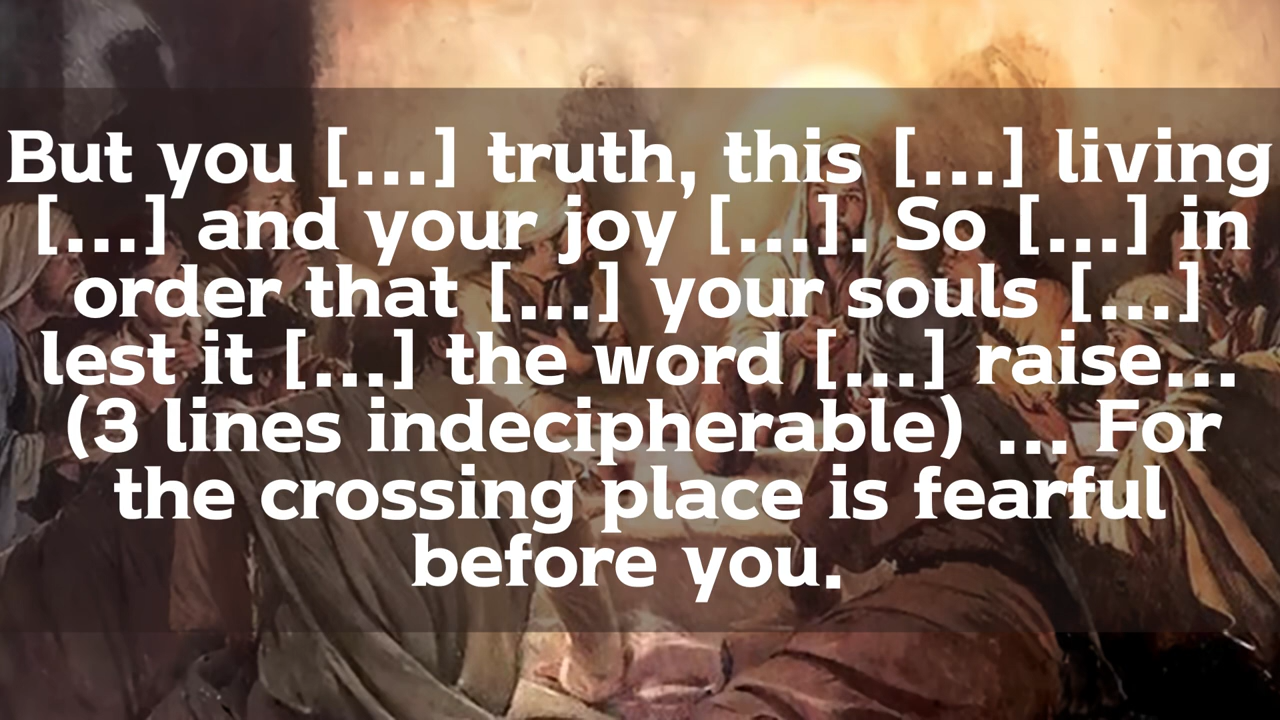 But you [...] truth, this [...] living
[...] and your joy [...]. So [...] in
order that [...] your souls [...]
lest it [...] the word [...] raise...
(3 lines indecipherable) ... For
the crossing place is fearful
before you.